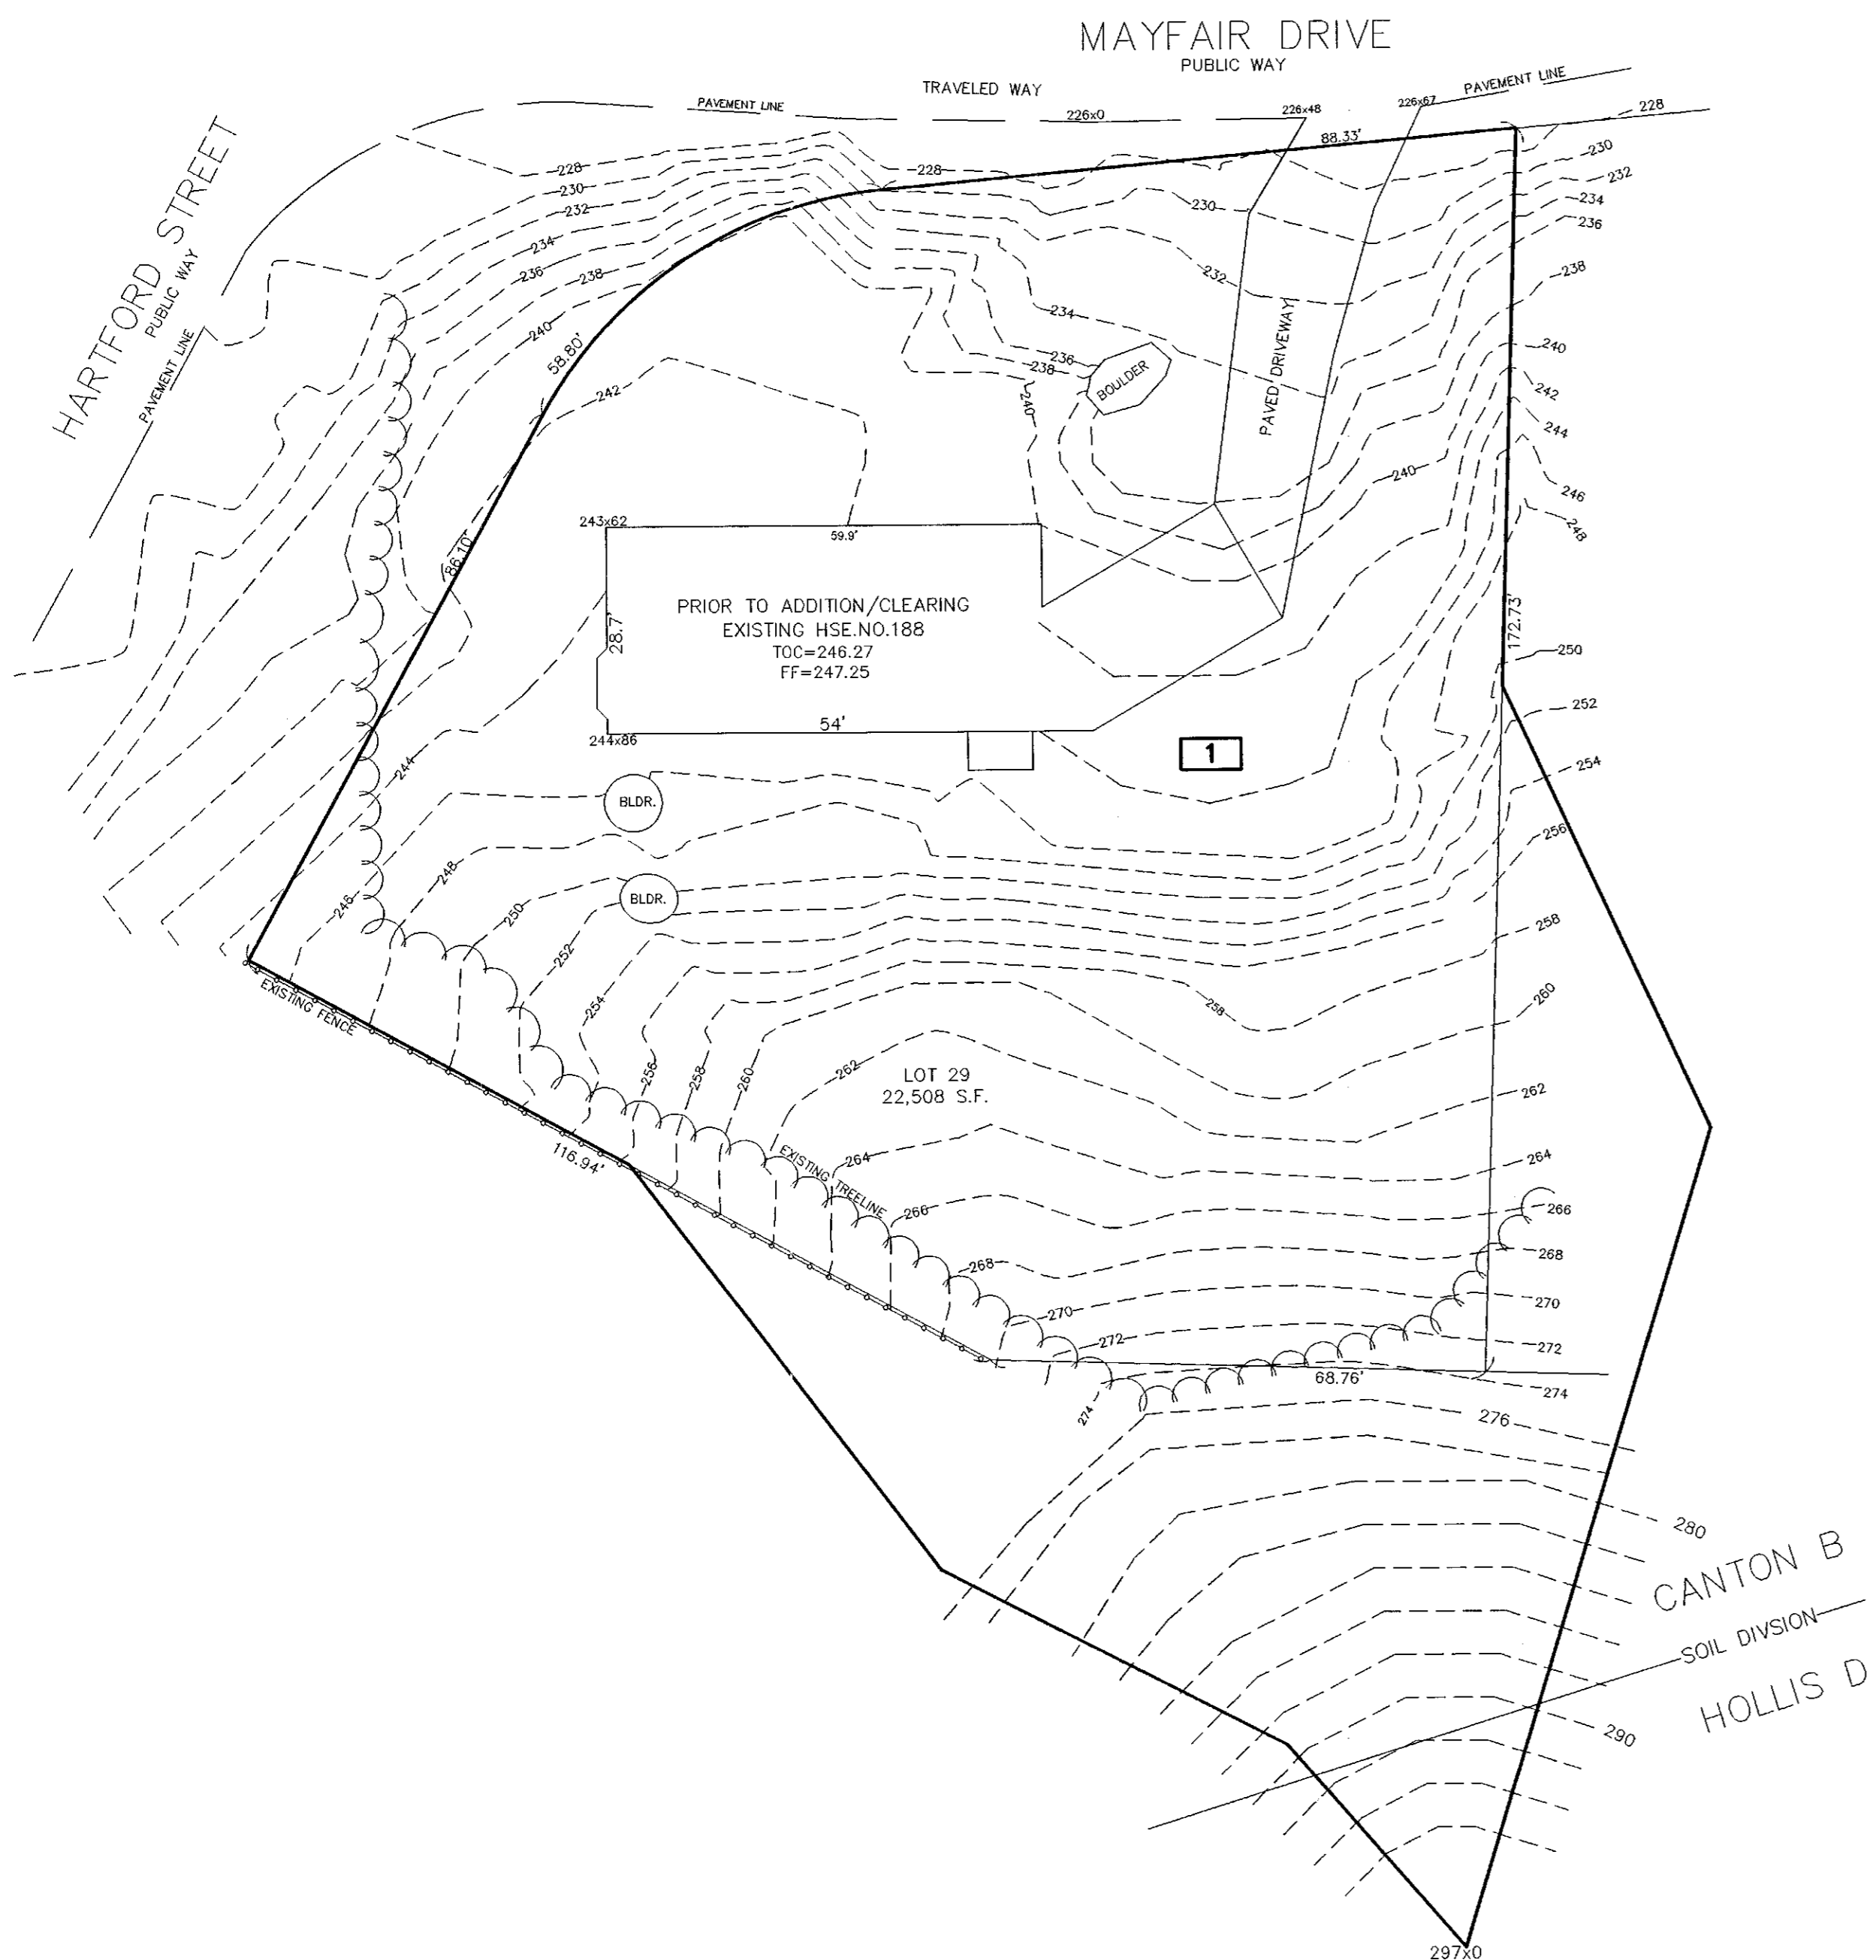 MAYFAIR DRIVE
PUBLIC WAY
TRAVELED WAY
PAVEMENT LINE
PAVEMENT LINE
226x0
226x48
226x67
228
88.33'
HARTFORD STREET
PUBLIC WAY
PAVEMENT LINE
228
230
232
234
236
238
240
242
228
230
232
234
236
238
240
240
230
232
234
236
238
240
242
244
246
248
250
252
254
256
258
260
262
264
266
268
270
272
274
58.80'
86.10'
BOULDER
PAVED DRIVEWAY
172.73'
243x62
59.9'
PRIOR TO ADDITION/CLEARING
EXISTING HSE.NO.188
TOC=246.27
FF=247.25
28.7'
54'
244x86
1
BLDR.
BLDR.
244
246
248
250
252
254
256
258
260
262
258
LOT 29
22,508 S.F.
EXISTING FENCE
116.94'
EXISTING TREELINE
264
266
268
270
272
274
68.76'
276
280
290
CANTON B
SOIL DIVSION
HOLLIS D
297x0